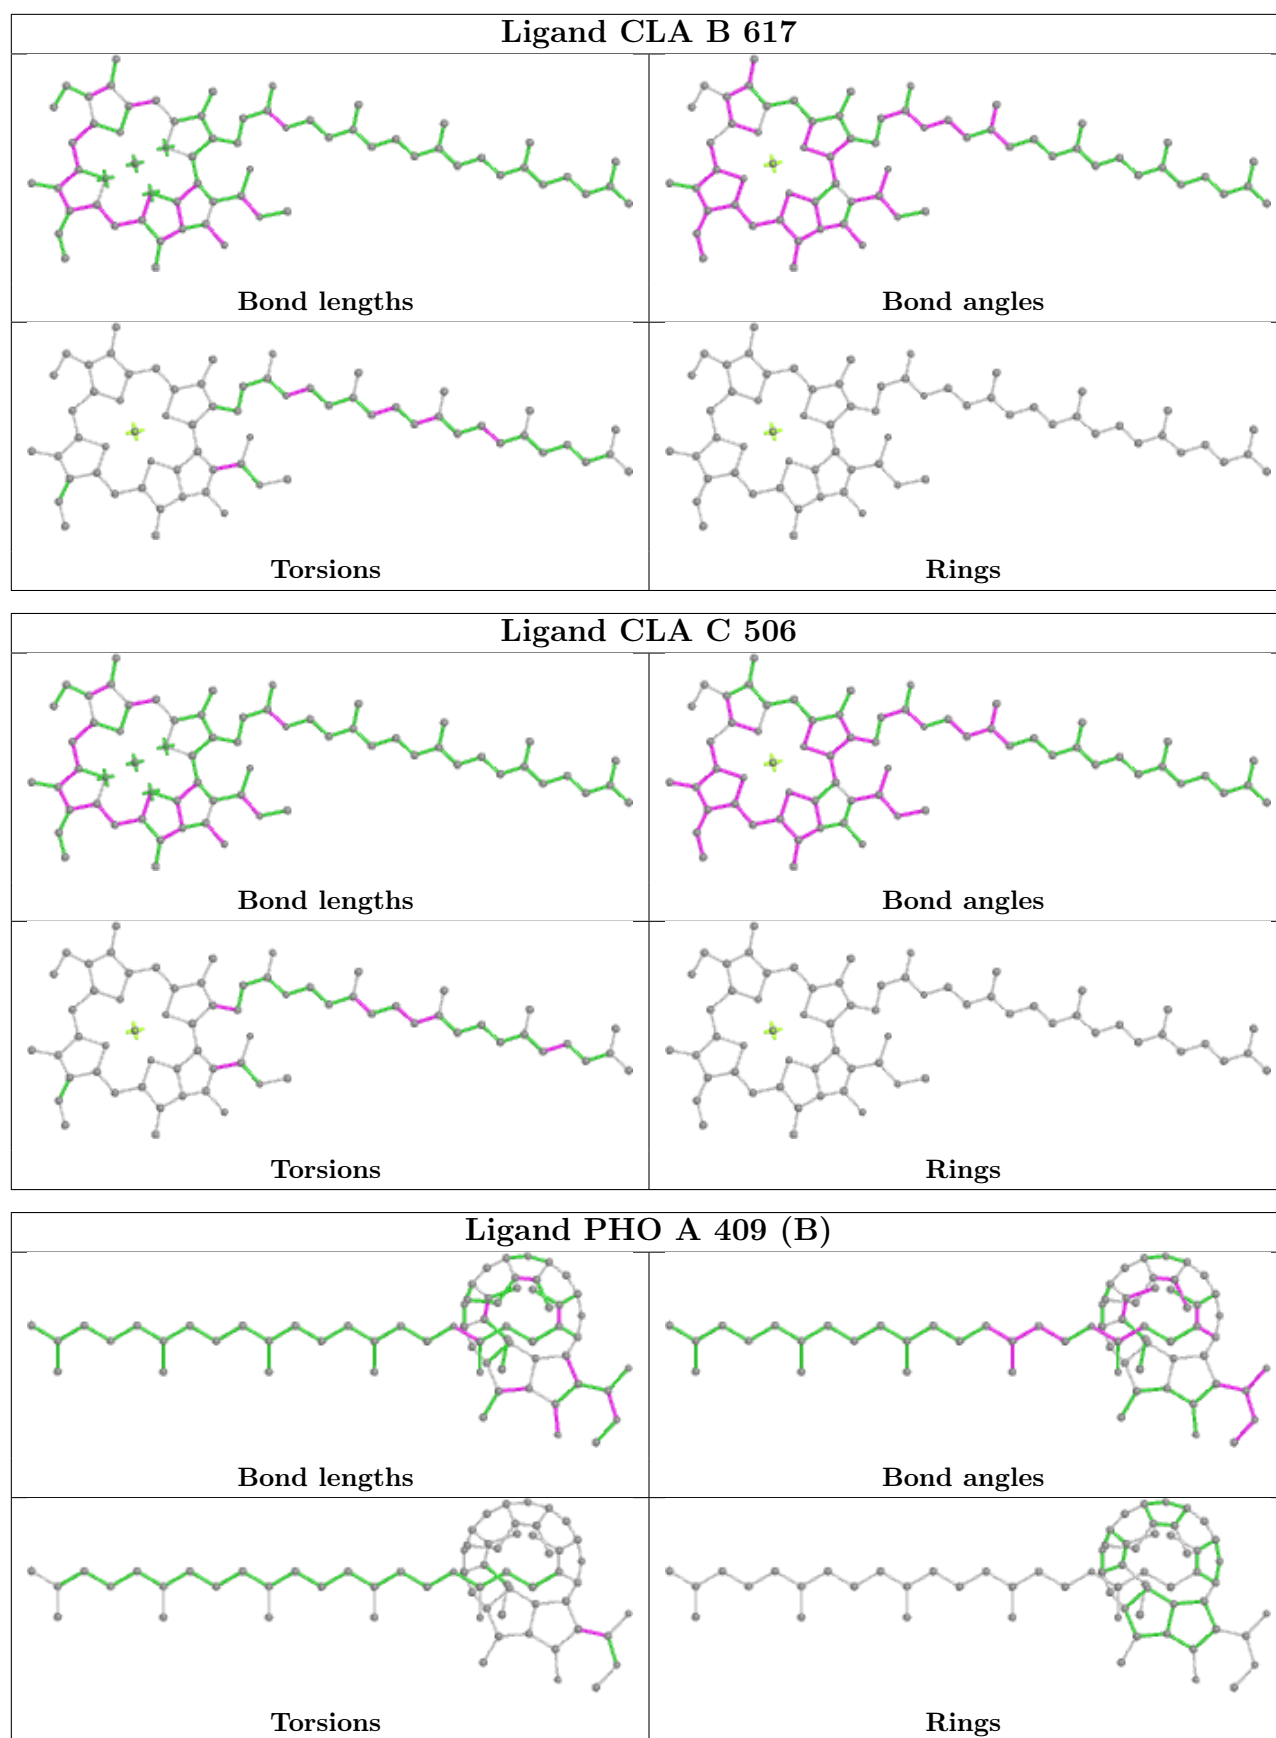 Ligand CLA B 617
Bond lengths
Bond angles
Torsions
Rings
Ligand CLA C 506
Bond lengths
Bond angles
Torsions
Rings
Ligand PHO A 409 (B)
Bond lengths
Bond angles
Torsions
Rings